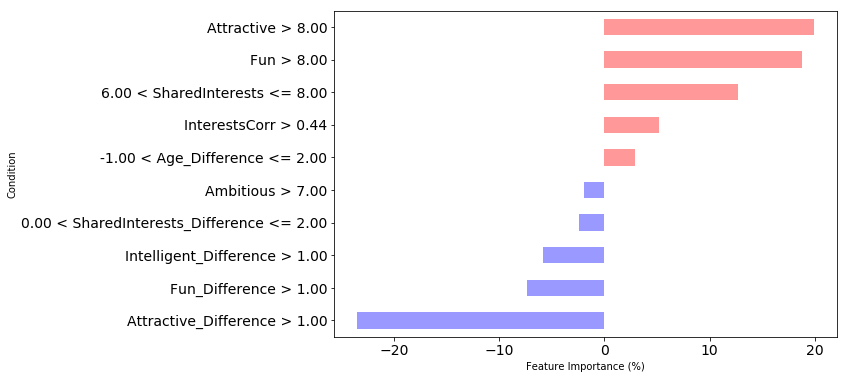 Attractive > 8.00
Fun > 8.00
6.00 < SharedInterests <= 8.00
InterestsCorr > 0.44
-1.00 < Age_Difference <= 2.00
Ambitious > 7.00
0.00 < SharedInterests_Difference <= 2.00
Intelligent_Difference > 1.00
Fun_Difference > 1.00
Attractive_Difference > 1.00
Condition
−20 −10 0 10 20
Feature Importance (%)